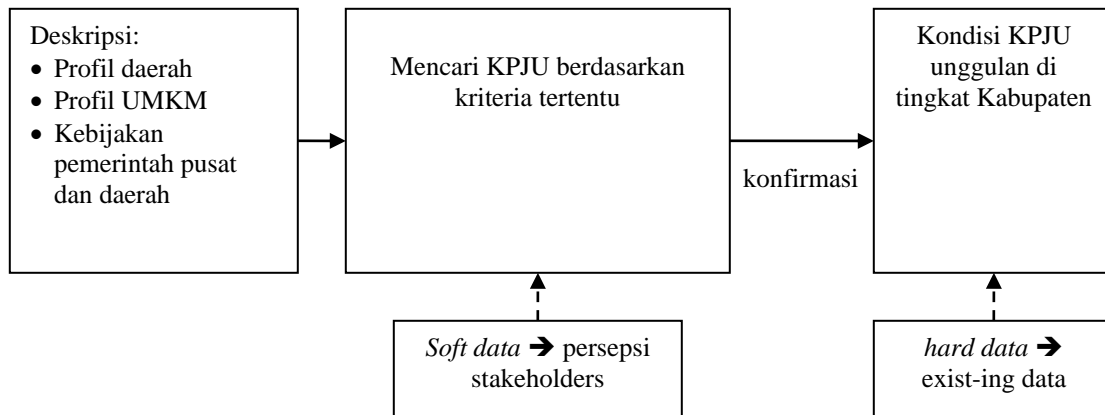 Deskripsi:
• Profil daerah
• Profil UMKM
• Kebijakan
pemerintah pusat
dan daerah
Mencari KPJU berdasarkan
kriteria tertentu
konfirmasi
Kondisi KPJU
unggulan di
tingkat Kabupaten
Soft data ➔ persepsi
stakeholders
hard data ➔
exist-ing data